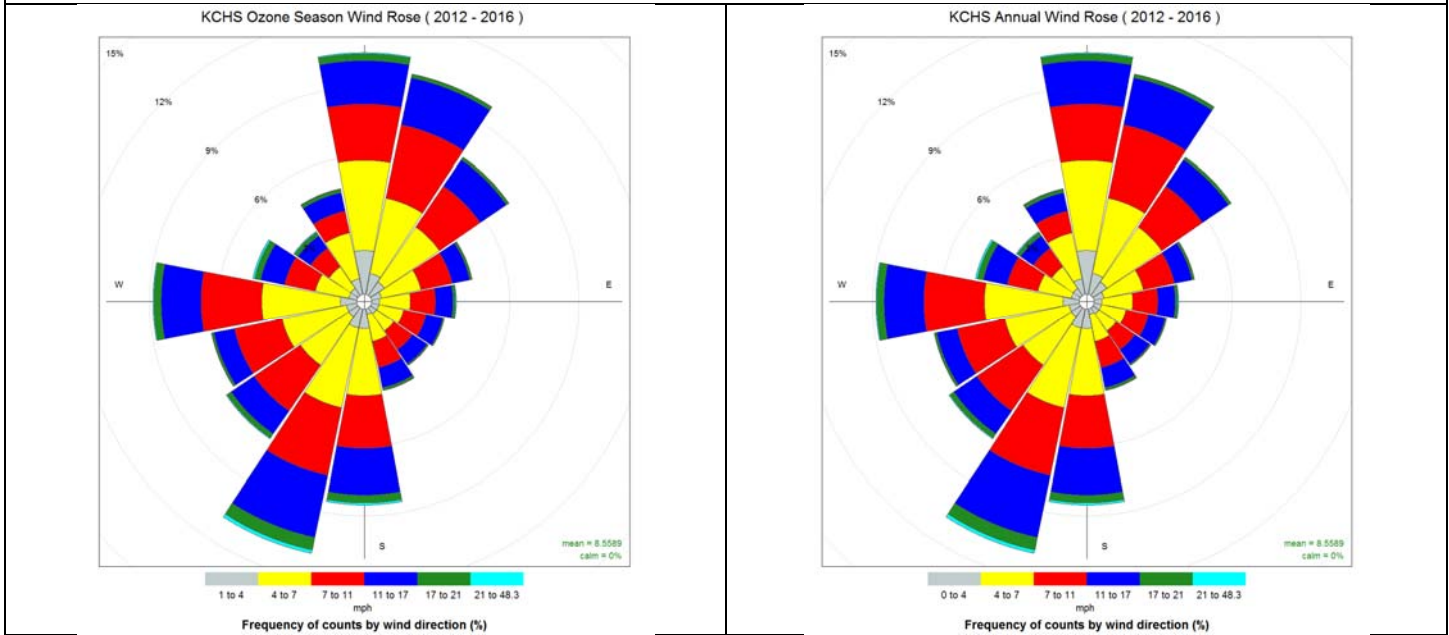 KCHS Ozone Season Wind Rose ( 2012 - 2016 )
15%
12%
9%
6%
W
E
S
mean = 8.5589
calm = 0%
1 to 4 4 to 7 7 to 11 11 to 17 17 to 21 21 to 48.3
mph
Frequency of counts by wind direction (%)
KCHS Annual Wind Rose ( 2012 - 2016 )
15%
12%
9%
6%
W
E
S
mean = 8.5589
calm = 0%
0 to 4 4 to 7 7 to 11 11 to 17 17 to 21 21 to 48.3
mph
Frequency of counts by wind direction (%)